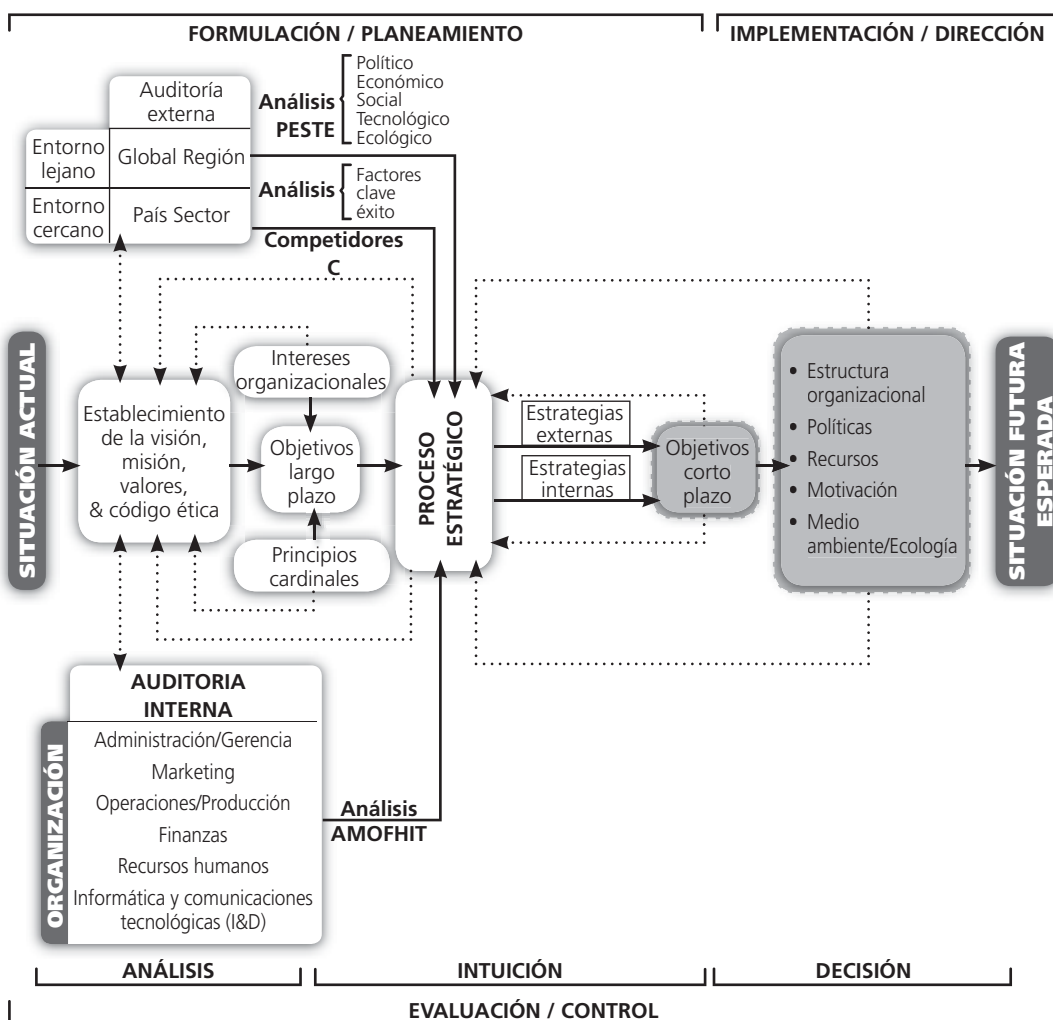 FORMULACIÓN / PLANEAMIENTO
IMPLEMENTACIÓN / DIRECCIÓN
Auditoría
externa
Entorno
lejano
Global Región
Entorno
cercano
País Sector
Análisis
PESTE
Político
Económico
Social
Tecnológico
Ecológico
Análisis
Factores
clave
éxito
Competidores
C
SITUACIÓN ACTUAL
Establecimiento
de la visión,
misión,
valores,
& código ética
Intereses
organizacionales
Objetivos
largo
plazo
Principios
cardinales
PROCESO
ESTRATÉGICO
Estrategias
externas
Estrategias
internas
Objetivos
corto
plazo
• Estructura
organizacional
• Políticas
• Recursos
• Motivación
• Medio
ambiente/Ecología
SITUACIÓN FUTURA
ESPERADA
AUDITORIA
INTERNA
ORGANIZACIÓN
Administración/Gerencia
Marketing
Operaciones/Producción
Finanzas
Recursos humanos
Informática y comunicaciones
tecnológicas (I&D)
Análisis
AMOFHIT
ANÁLISIS
INTUICIÓN
DECISIÓN
EVALUACIÓN / CONTROL